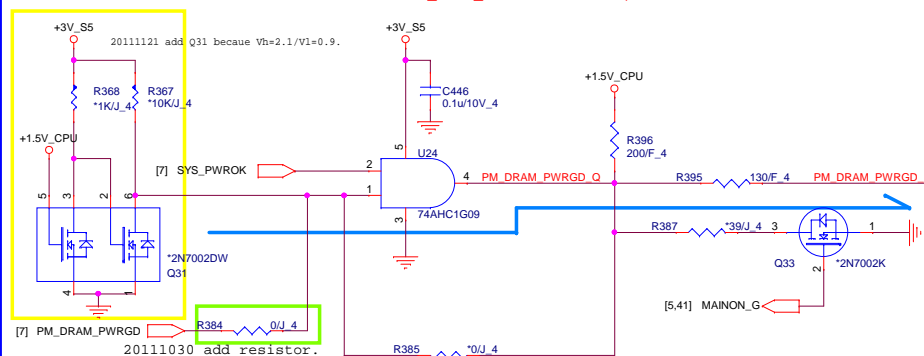 +3V_S5
20111121 add Q31 becaue Vh=2.1/Vl=0.9.
+3V_S5
R368
*1K/J_4
R367
*10K/J_4
C446
0.1u/10V_4
+1.5V_CPU
+1.5V_CPU
R396
200/F_4
5
U24
[7] SYS_PWROK
2
1
4
PM_DRAM_PWRGD_Q
R395
130/F_4
PM_DRAM_PWRGD_
5
3
2
6
3
74AHC1G09
R387
*39/J_4
3
1
*2N7002DW
Q31
Q33
*2N7002K
2
4
1
[5,41] MAINON_G
[7] PM_DRAM_PWRGD
R384
0/J_4
20111030 add resistor.
R385
*0/J_4